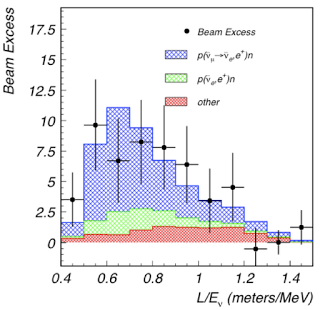 Beam Excess
17.5
15
12.5
10
7.5
5
2.5
0
Beam Excess
p(ν̄μ→ν̄e,e⁺)n
p(ν̄e,e⁺)n
other
0.4 0.6 0.8 1 1.2 1.4
L/Eν (meters/MeV)